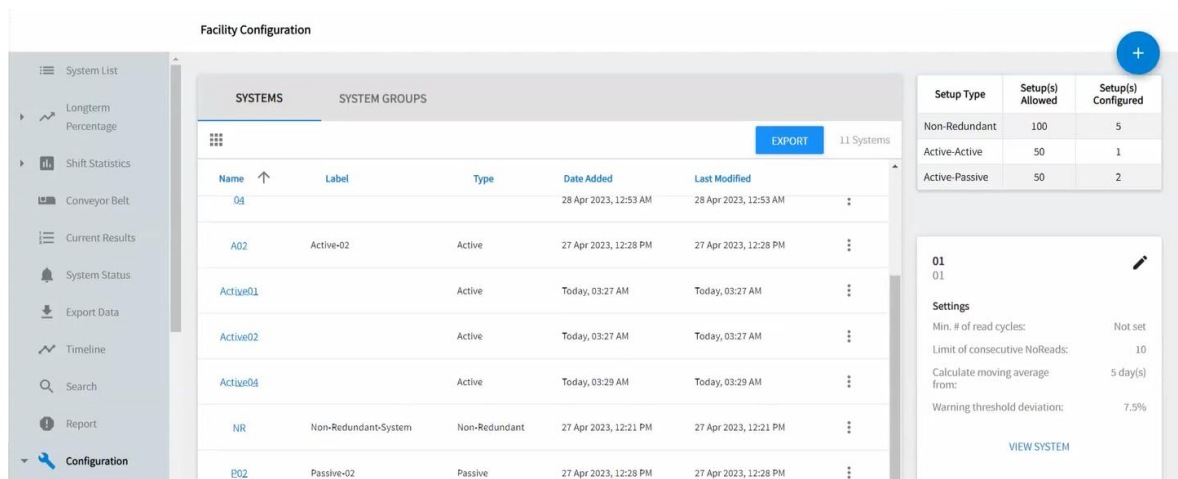 Facility Configuration
+
System List
Longterm
Percentage
Shift Statistics
Conveyor Belt
Current Results
System Status
Export Data
Timeline
Search
Report
Configuration
SYSTEMS SYSTEM GROUPS
EXPORT 11 Systems
Name Label Type Date Added Last Modified
04 28 Apr 2023, 12:53 AM 28 Apr 2023, 12:53 AM
A02 Active-02 Active 27 Apr 2023, 12:28 PM 27 Apr 2023, 12:28 PM
Active01 Active Today, 03:27 AM Today, 03:27 AM
Active02 Active Today, 03:27 AM Today, 03:27 AM
Active04 Active Today, 03:29 AM Today, 03:29 AM
NR Non-Redundant-System Non-Redundant 27 Apr 2023, 12:21 PM 27 Apr 2023, 12:21 PM
P02 Passive-02 Passive 27 Apr 2023, 12:28 PM 27 Apr 2023, 12:28 PM
Setup Type Setup(s) Allowed Setup(s) Configured
Non-Redundant 100 5
Active-Active 50 1
Active-Passive 50 2
01
01
Settings
Min. # of read cycles: Not set
Limit of consecutive NoReads: 10
Calculate moving average 5 day(s)
from:
Warning threshold deviation: 7.5%
VIEW SYSTEM